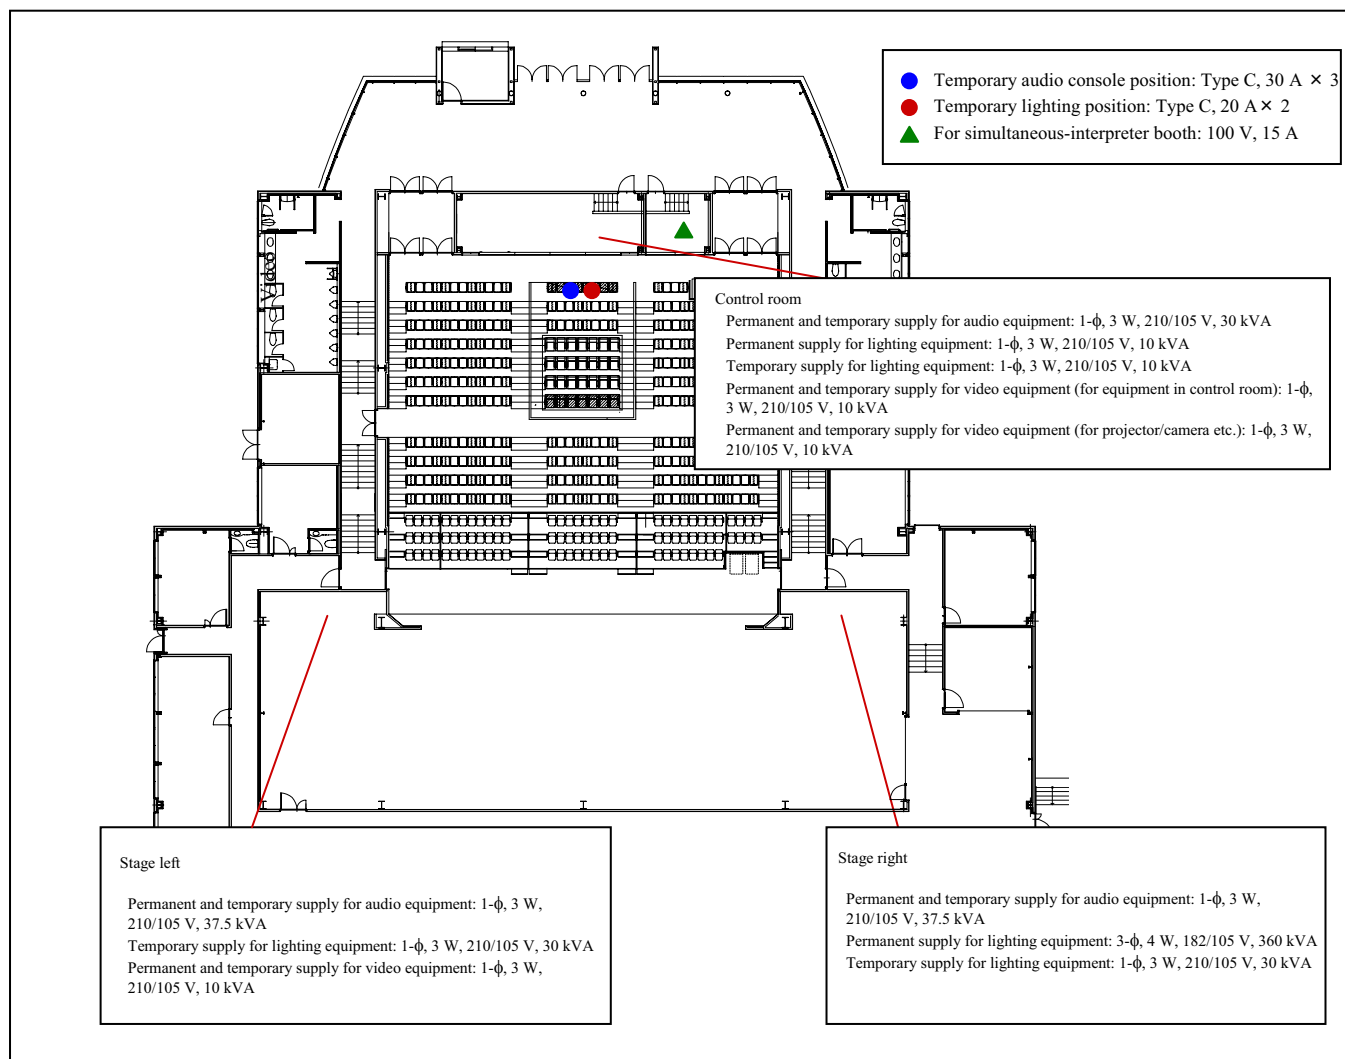 Temporary audio console position: Type C, 30 A × 3
Temporary lighting position: Type C, 20 A × 2
For simultaneous-interpreter booth: 100 V, 15 A
Control room
Permanent and temporary supply for audio equipment: 1-ϕ, 3 W, 210/105 V, 30 kVA
Permanent supply for lighting equipment: 1-ϕ, 3 W, 210/105 V, 10 kVA
Temporary supply for lighting equipment: 1-ϕ, 3 W, 210/105 V, 10 kVA
Permanent and temporary supply for video equipment (for equipment in control room): 1-ϕ,
3 W, 210/105 V, 10 kVA
Permanent and temporary supply for video equipment (for projector/camera etc.): 1-ϕ, 3 W,
210/105 V, 10 kVA
Stage left
Permanent and temporary supply for audio equipment: 1-ϕ, 3 W,
210/105 V, 37.5 kVA
Temporary supply for lighting equipment: 1-ϕ, 3 W, 210/105 V, 30 kVA
Permanent and temporary supply for video equipment: 1-ϕ, 3 W,
210/105 V, 10 kVA
Stage right
Permanent and temporary supply for audio equipment: 1-ϕ, 3 W,
210/105 V, 37.5 kVA
Permanent supply for lighting equipment: 3-ϕ, 4 W, 182/105 V, 360 kVA
Temporary supply for lighting equipment: 1-ϕ, 3 W, 210/105 V, 30 kVA